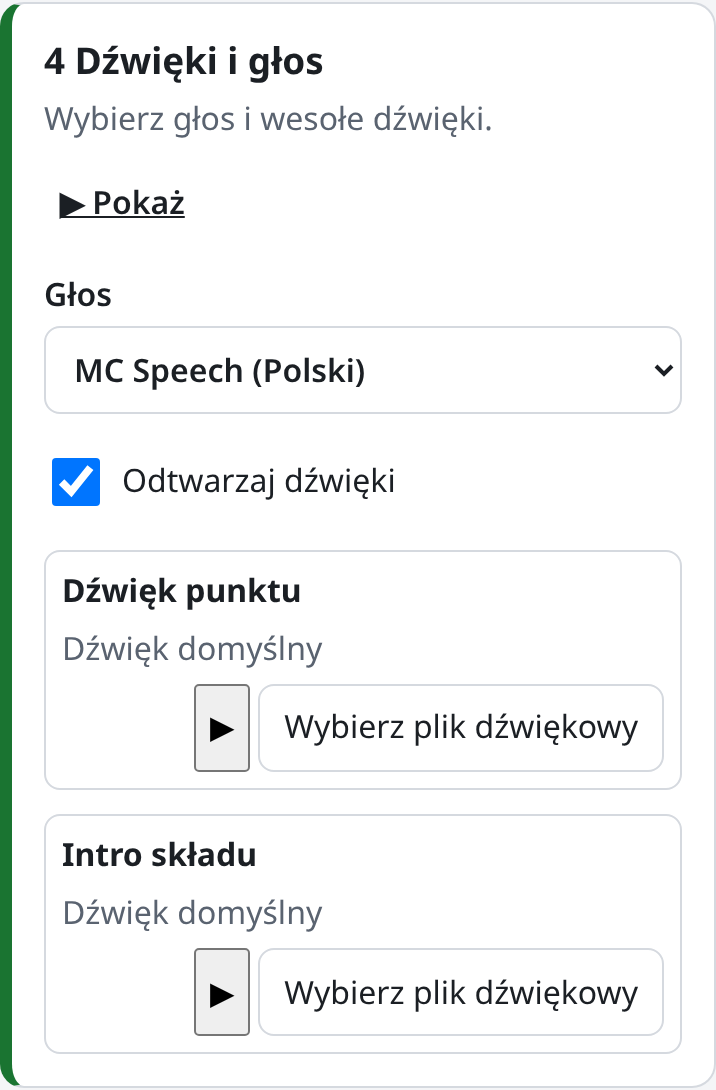 4 Dźwięki i głos
Wybierz głos i wesołe dźwięki.
▶ Pokaż
Głos
MC Speech (Polski)
Odtwarzaj dźwięki
Dźwięk punktu
Dźwięk domyślny
▶ Wybierz plik dźwiękowy
Intro składu
Dźwięk domyślny
▶ Wybierz plik dźwiękowy